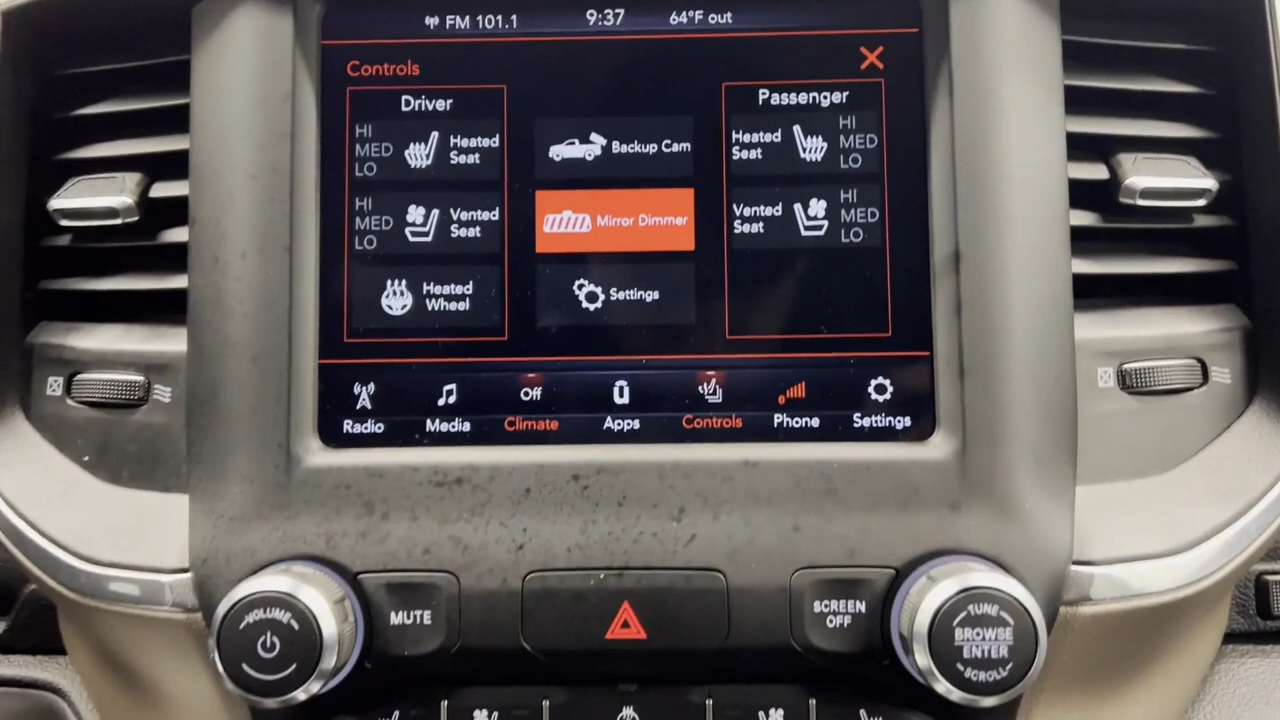 FM 101.1
9:37
64°F out
Controls
Driver
HI
MED
LO
Heated
Seat
HI
MED
LO
Vented
Seat
Heated
Wheel
Backup Cam
Mirror Dimmer
Settings
Passenger
Heated
Seat
HI
MED
LO
Vented
Seat
HI
MED
LO
Radio
Media
Off
Climate
Apps
Controls
Phone
Settings
VOLUME
MUTE
SCREEN
OFF
TUNE
BROWSE
ENTER
SCROLL